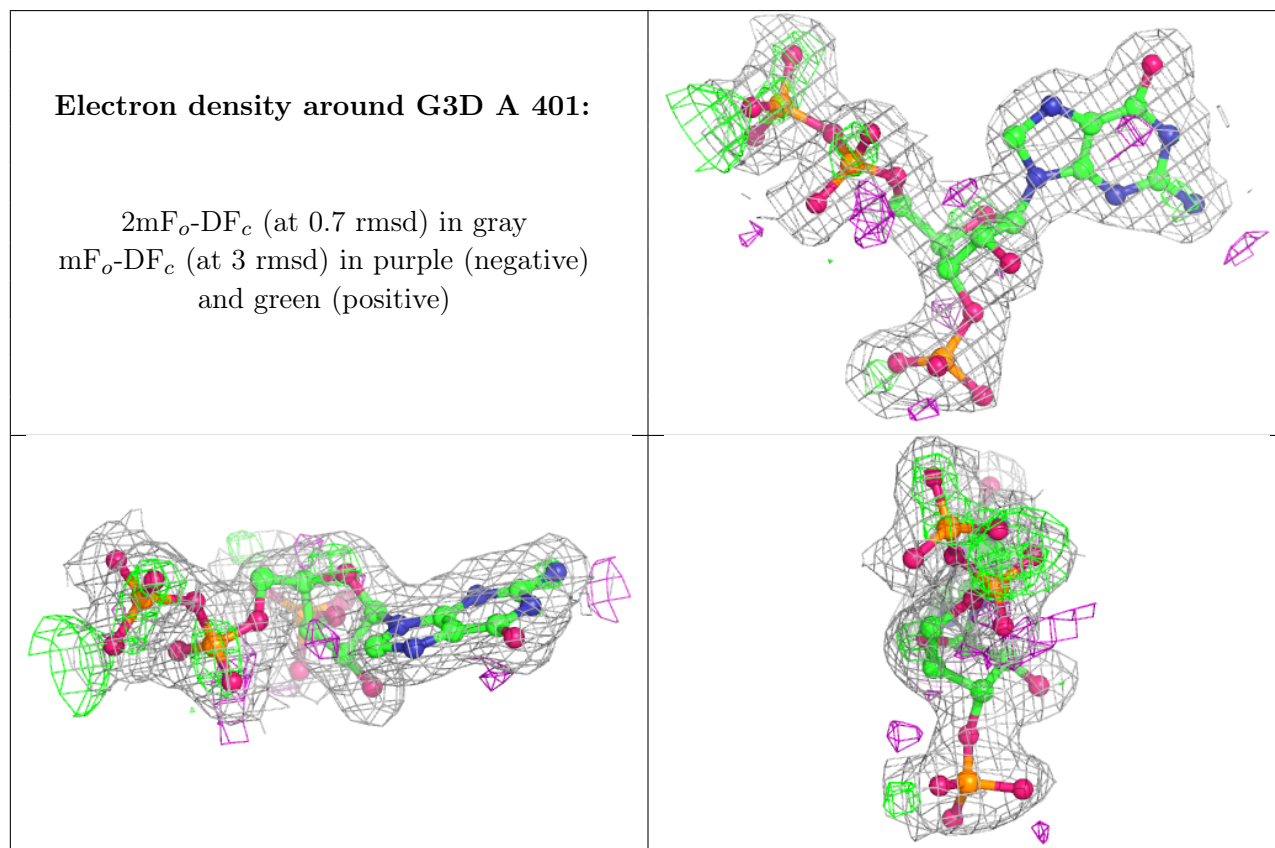 Electron density around G3D A 401:
2mFo-DFc (at 0.7 rmsd) in gray
mFo-DFc (at 3 rmsd) in purple (negative)
and green (positive)